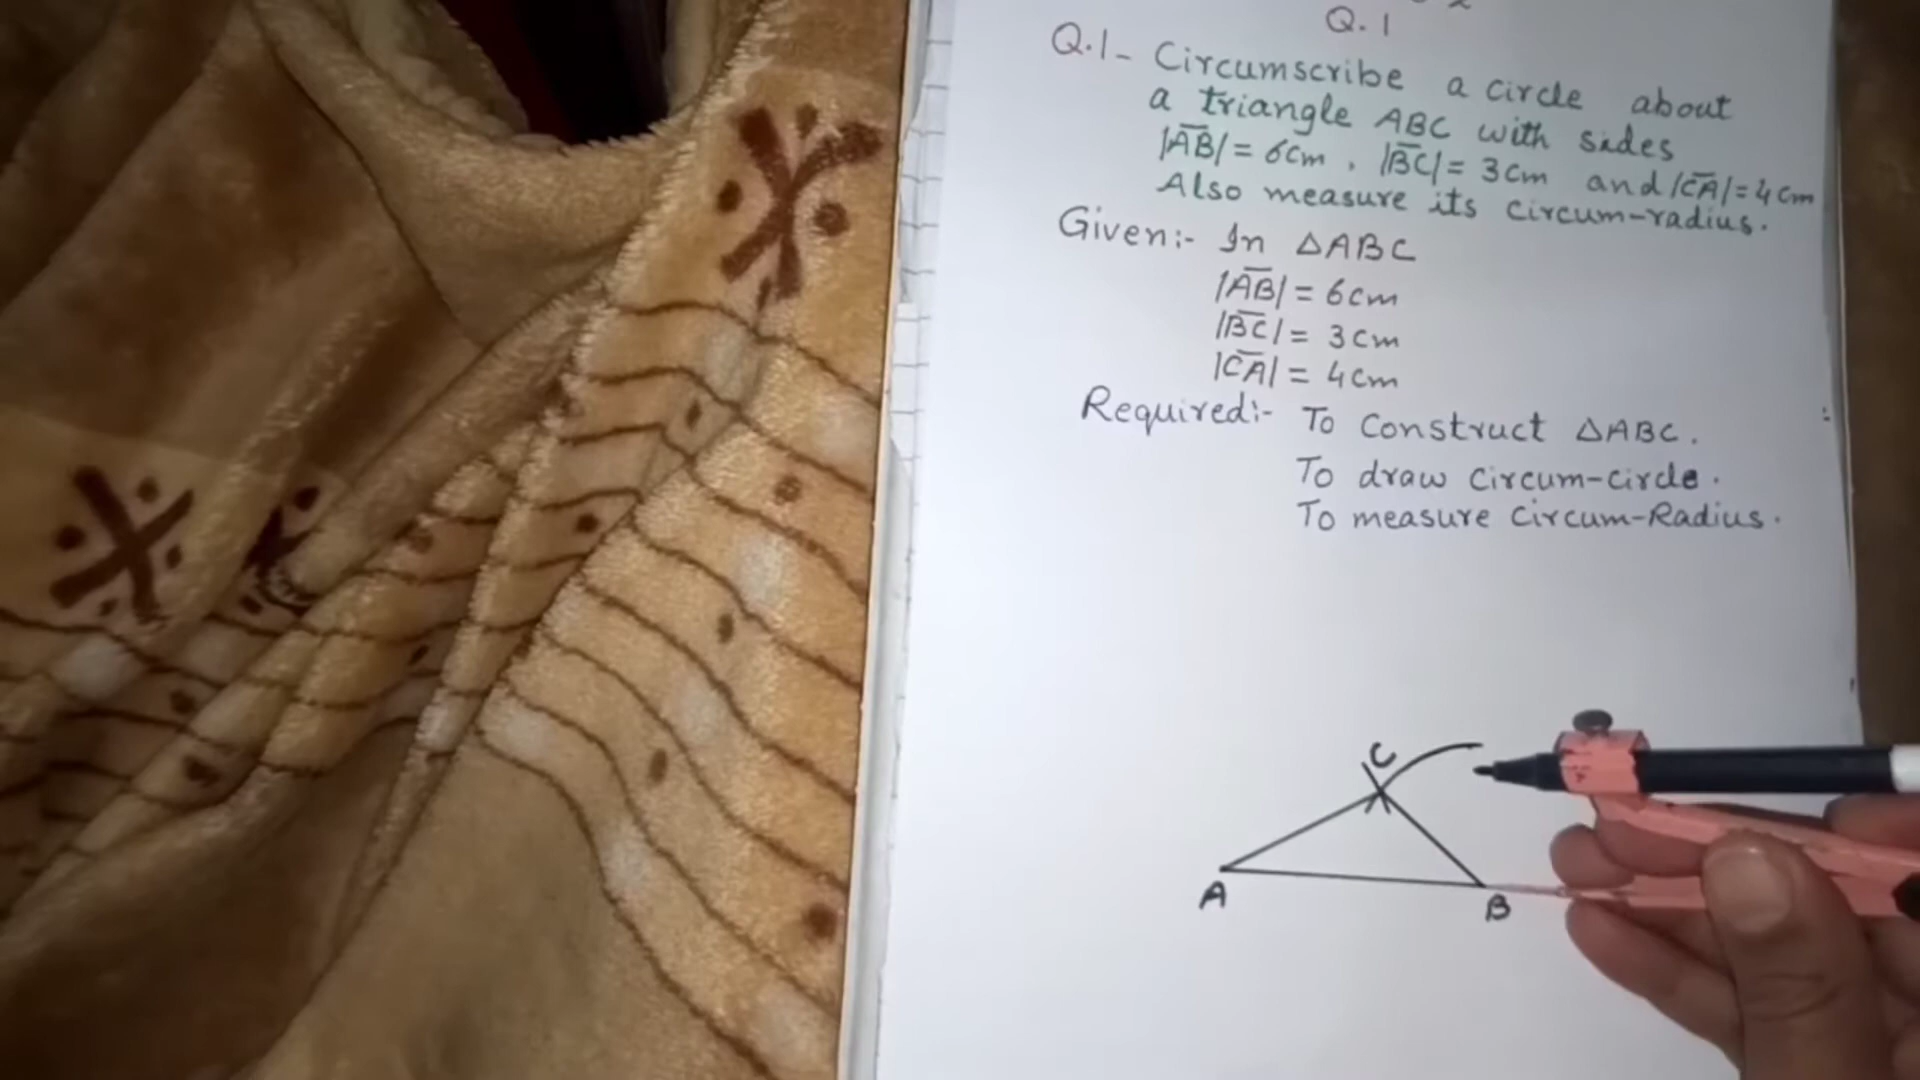 Q.1
Q.1- Circumscribe a circle about
a triangle ABC with sides
|AB| = 6cm, |BC| = 3cm and |CA| = 4cm
Also measure its circum-radius.
Given:- In △ABC
|AB| = 6cm
|BC| = 3cm
|CA| = 4cm
Required:- To construct △ABC.
To draw circum-circle.
To measure circum-Radius.
C
A
B